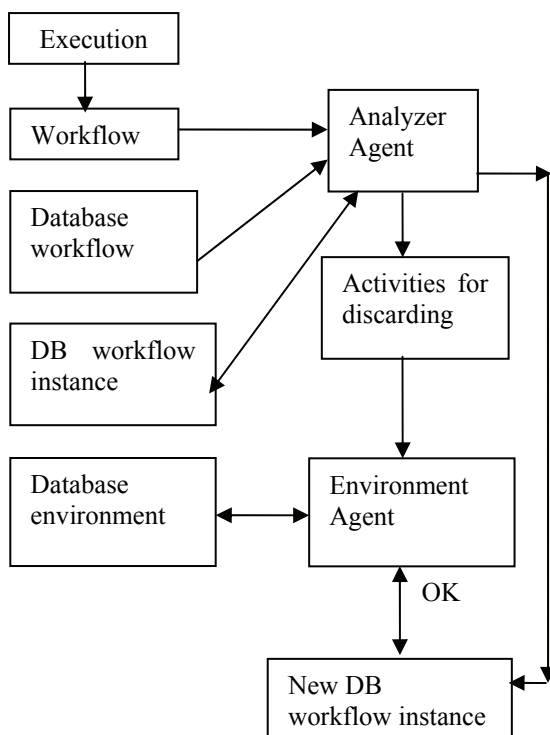 Execution
Workflow
Analyzer
Agent
Database
workflow
Activities for
discarding
DB workflow
instance
Database
environment
Environment
Agent
OK
New DB
workflow instance